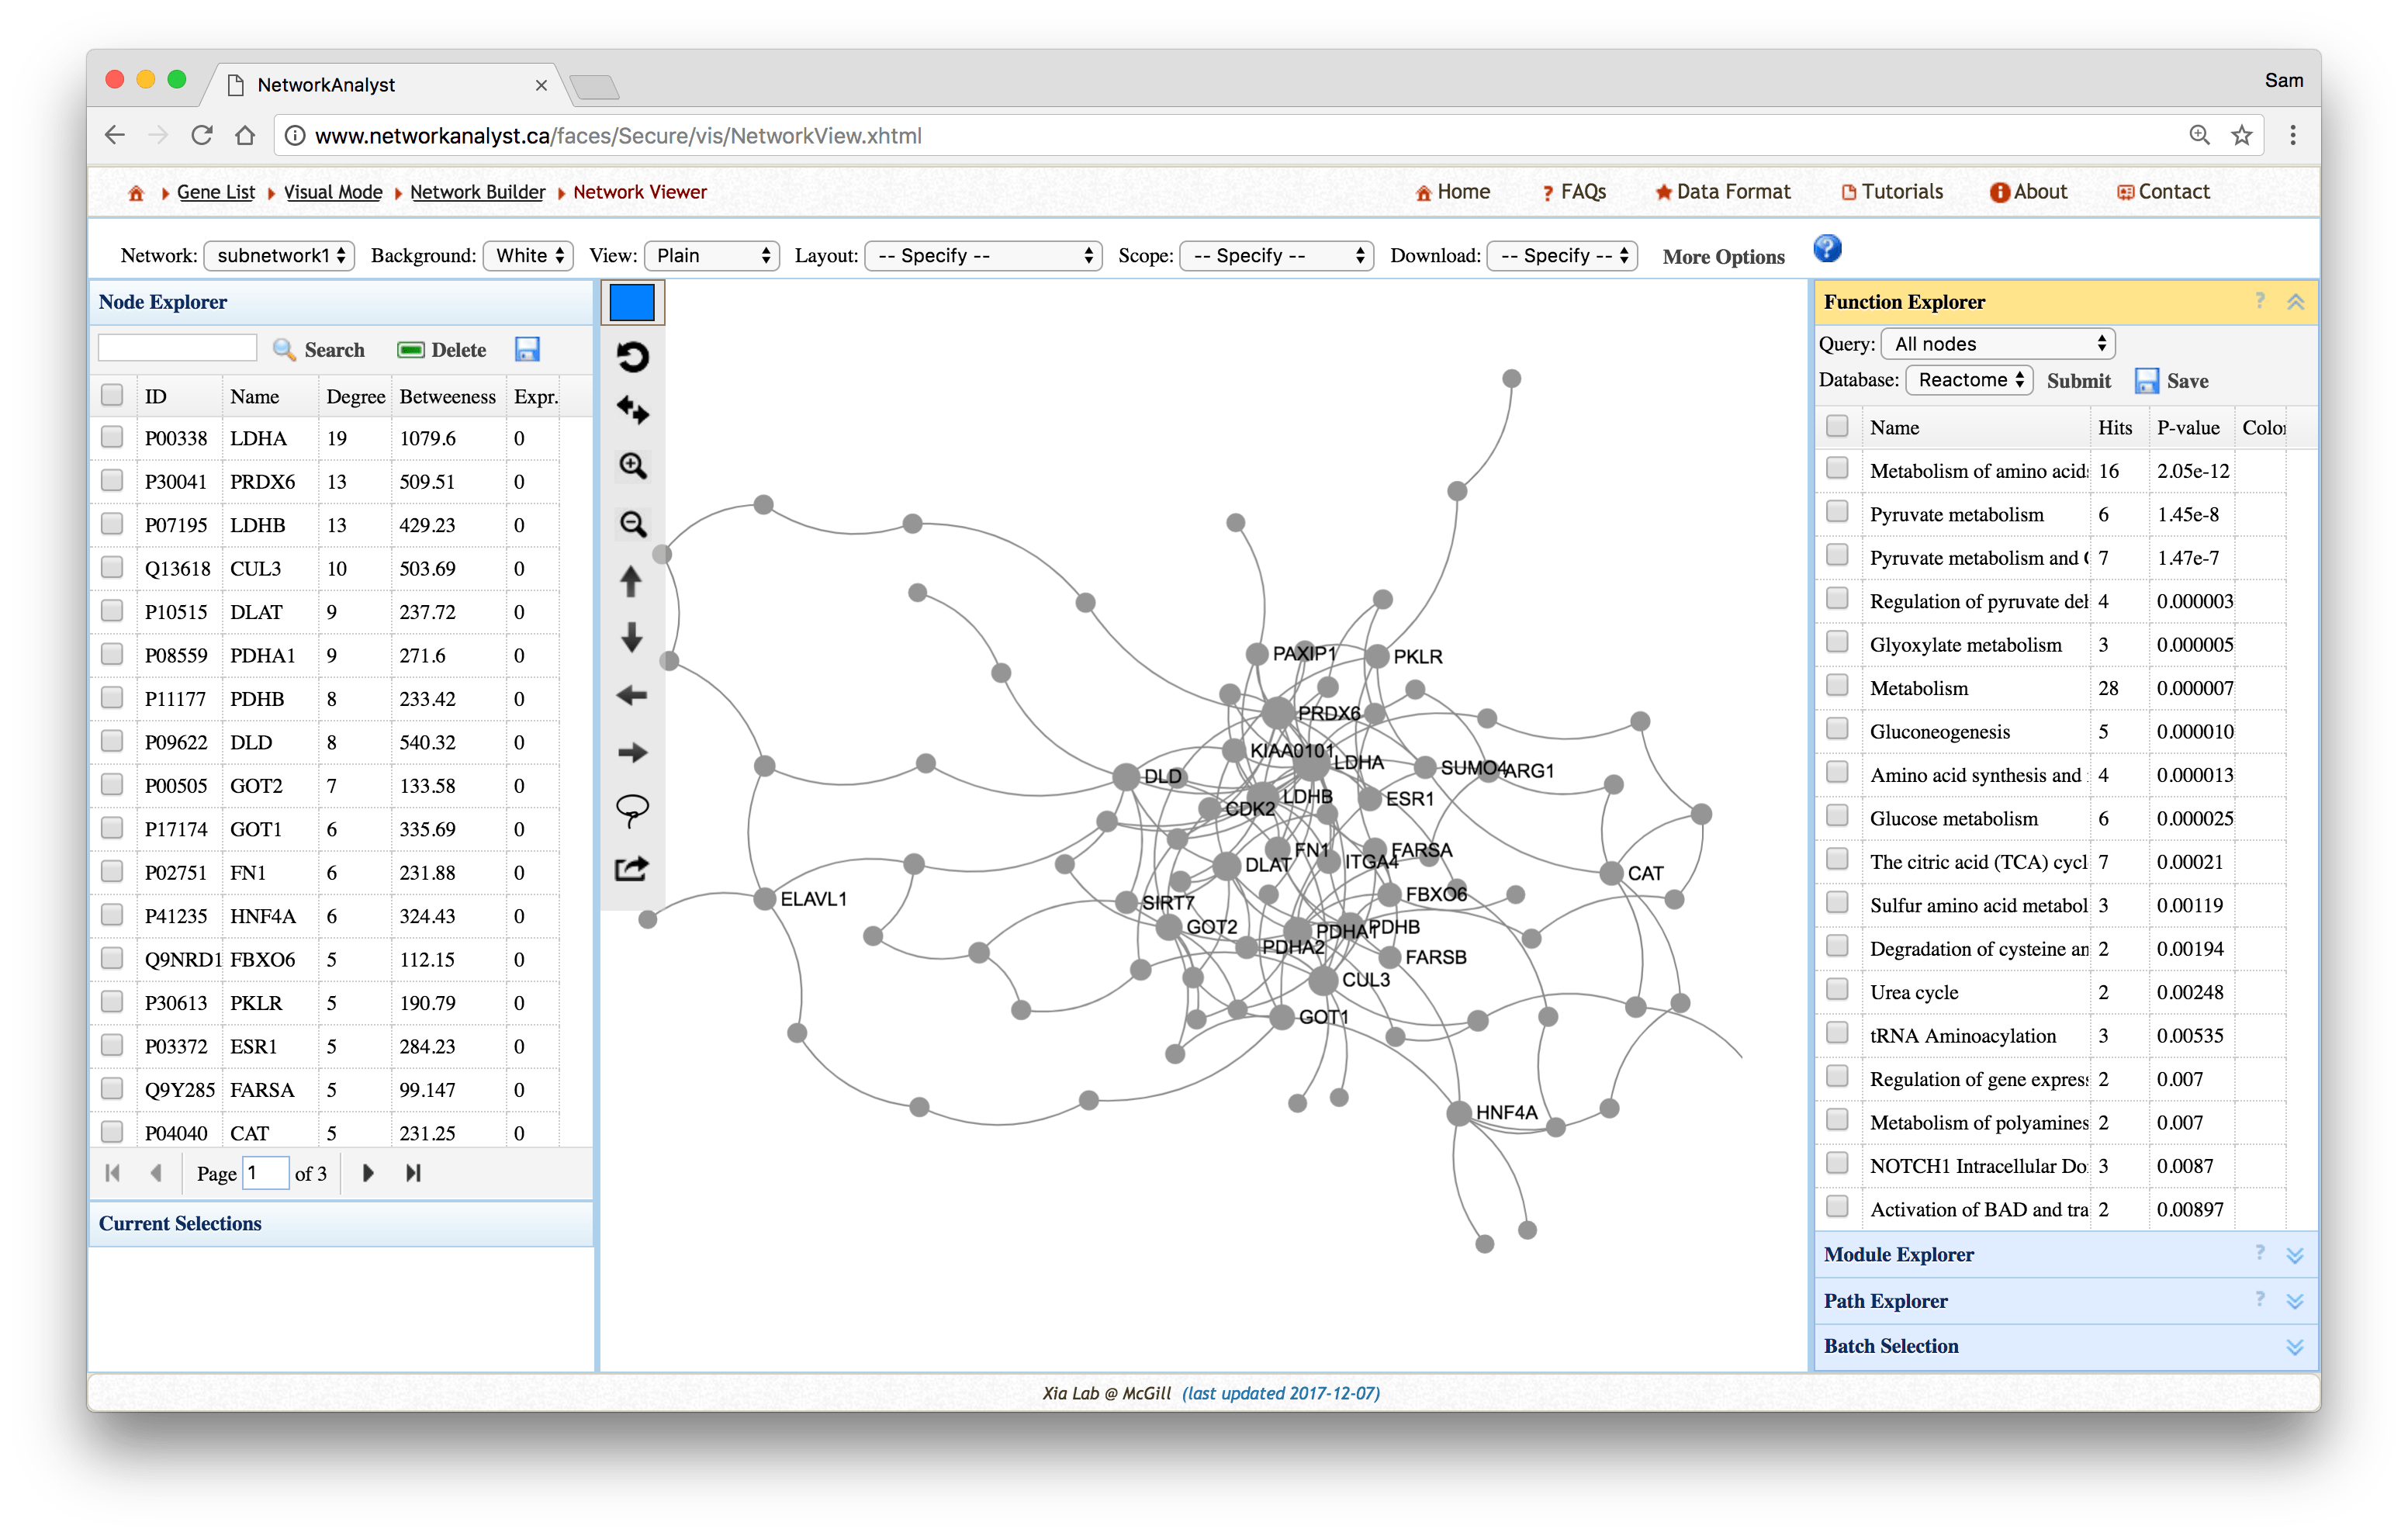 NetworkAnalyst
Sam
www.networkanalyst.ca/faces/Secure/vis/NetworkView.xhtml
Gene List Visual Mode Network Builder Network Viewer Home FAQs Data Format Tutorials About Contact
Network: subnetwork1 Background: White View: Plain Layout: -- Specify -- Scope: -- Specify -- Download: -- Specify -- More Options
Node Explorer
Search Delete
ID Name Degree Betweeness Expr.
P00338 LDHA 19 1079.6 0
P30041 PRDX6 13 509.51 0
P07195 LDHB 13 429.23 0
Q13618 CUL3 10 503.69 0
P10515 DLAT 9 237.72 0
P08559 PDHA1 9 271.6 0
P11177 PDHB 8 233.42 0
P09622 DLD 8 540.32 0
P00505 GOT2 7 133.58 0
P17174 GOT1 6 335.69 0
P02751 FN1 6 231.88 0
P41235 HNF4A 6 324.43 0
Q9NRD1 FBXO6 5 112.15 0
P30613 PKLR 5 190.79 0
P03372 ESR1 5 284.23 0
Q9Y285 FARSA 5 99.147 0
P04040 CAT 5 231.25 0
Page 1 of 3
Current Selections
PAXIP1
PKLR
PRDX6
KIAA0101
LDHA
SUMO4
ARG1
DLD
LDHB
ESR1
CDK2
FN1
FARSA
ITGA4
DLAT
CAT
FBXO6
ELAVL1
SIRT7
GOT2
PDHA1
PDHB
PDHA2
FARSB
CUL3
GOT1
HNF4A
Function Explorer ?
Query: All nodes
Database: Reactome Submit Save
Name Hits P-value Color
Metabolism of amino acids 16 2.05e-12
Pyruvate metabolism 6 1.45e-8
Pyruvate metabolism and 7 1.47e-7
Regulation of pyruvate deh 4 0.000003
Glyoxylate metabolism 3 0.000005
Metabolism 28 0.000007
Gluconeogenesis 5 0.000010
Amino acid synthesis and 4 0.000013
Glucose metabolism 6 0.000025
The citric acid (TCA) cycl 7 0.00021
Sulfur amino acid metabol 3 0.00119
Degradation of cysteine an 2 0.00194
Urea cycle 2 0.00248
tRNA Aminoacylation 3 0.00535
Regulation of gene express 2 0.007
Metabolism of polyamines 2 0.007
NOTCH1 Intracellular Do 3 0.0087
Activation of BAD and tra 2 0.00897
Module Explorer ?
Path Explorer ?
Batch Selection
Xia Lab @ McGill (last updated 2017-12-07)